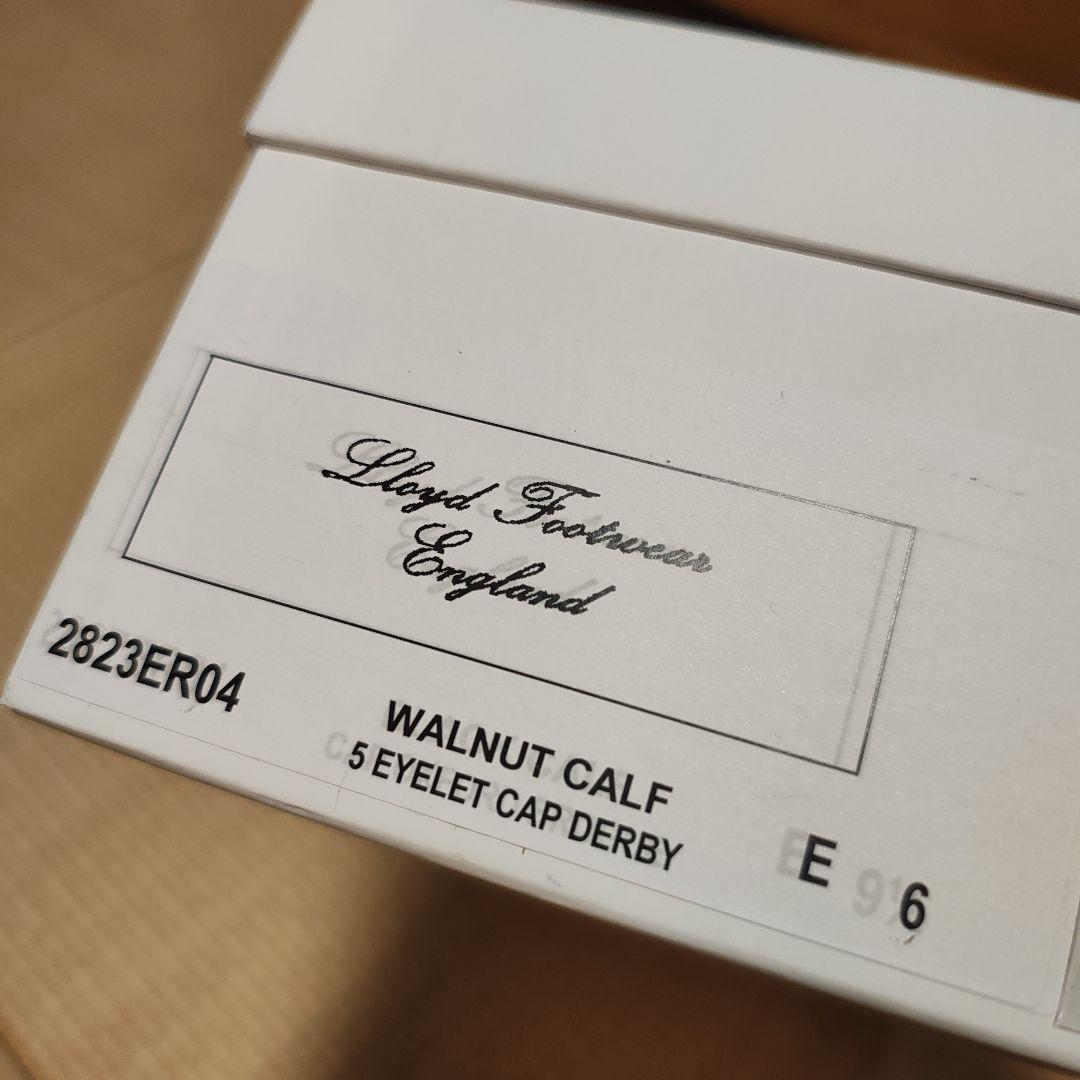 Lloyd Footwear
England
2823ER04
WALNUT CALF
5 EYELET CAP DERBY
E 6